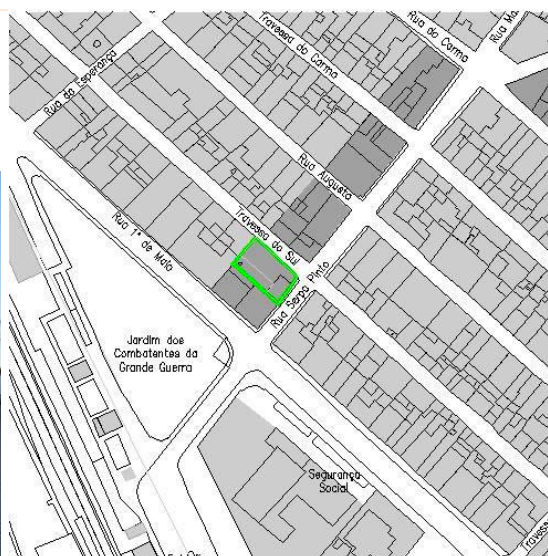 Travessa do Carmo
Rua do Carmo
Rua da Esperança
Rua Augusta
Travessa do Sul
Rua 1º de Maio
Rua Serpa Pinto
Jardim dos
Combatentes da
Grande Guerra
Segurança
Social